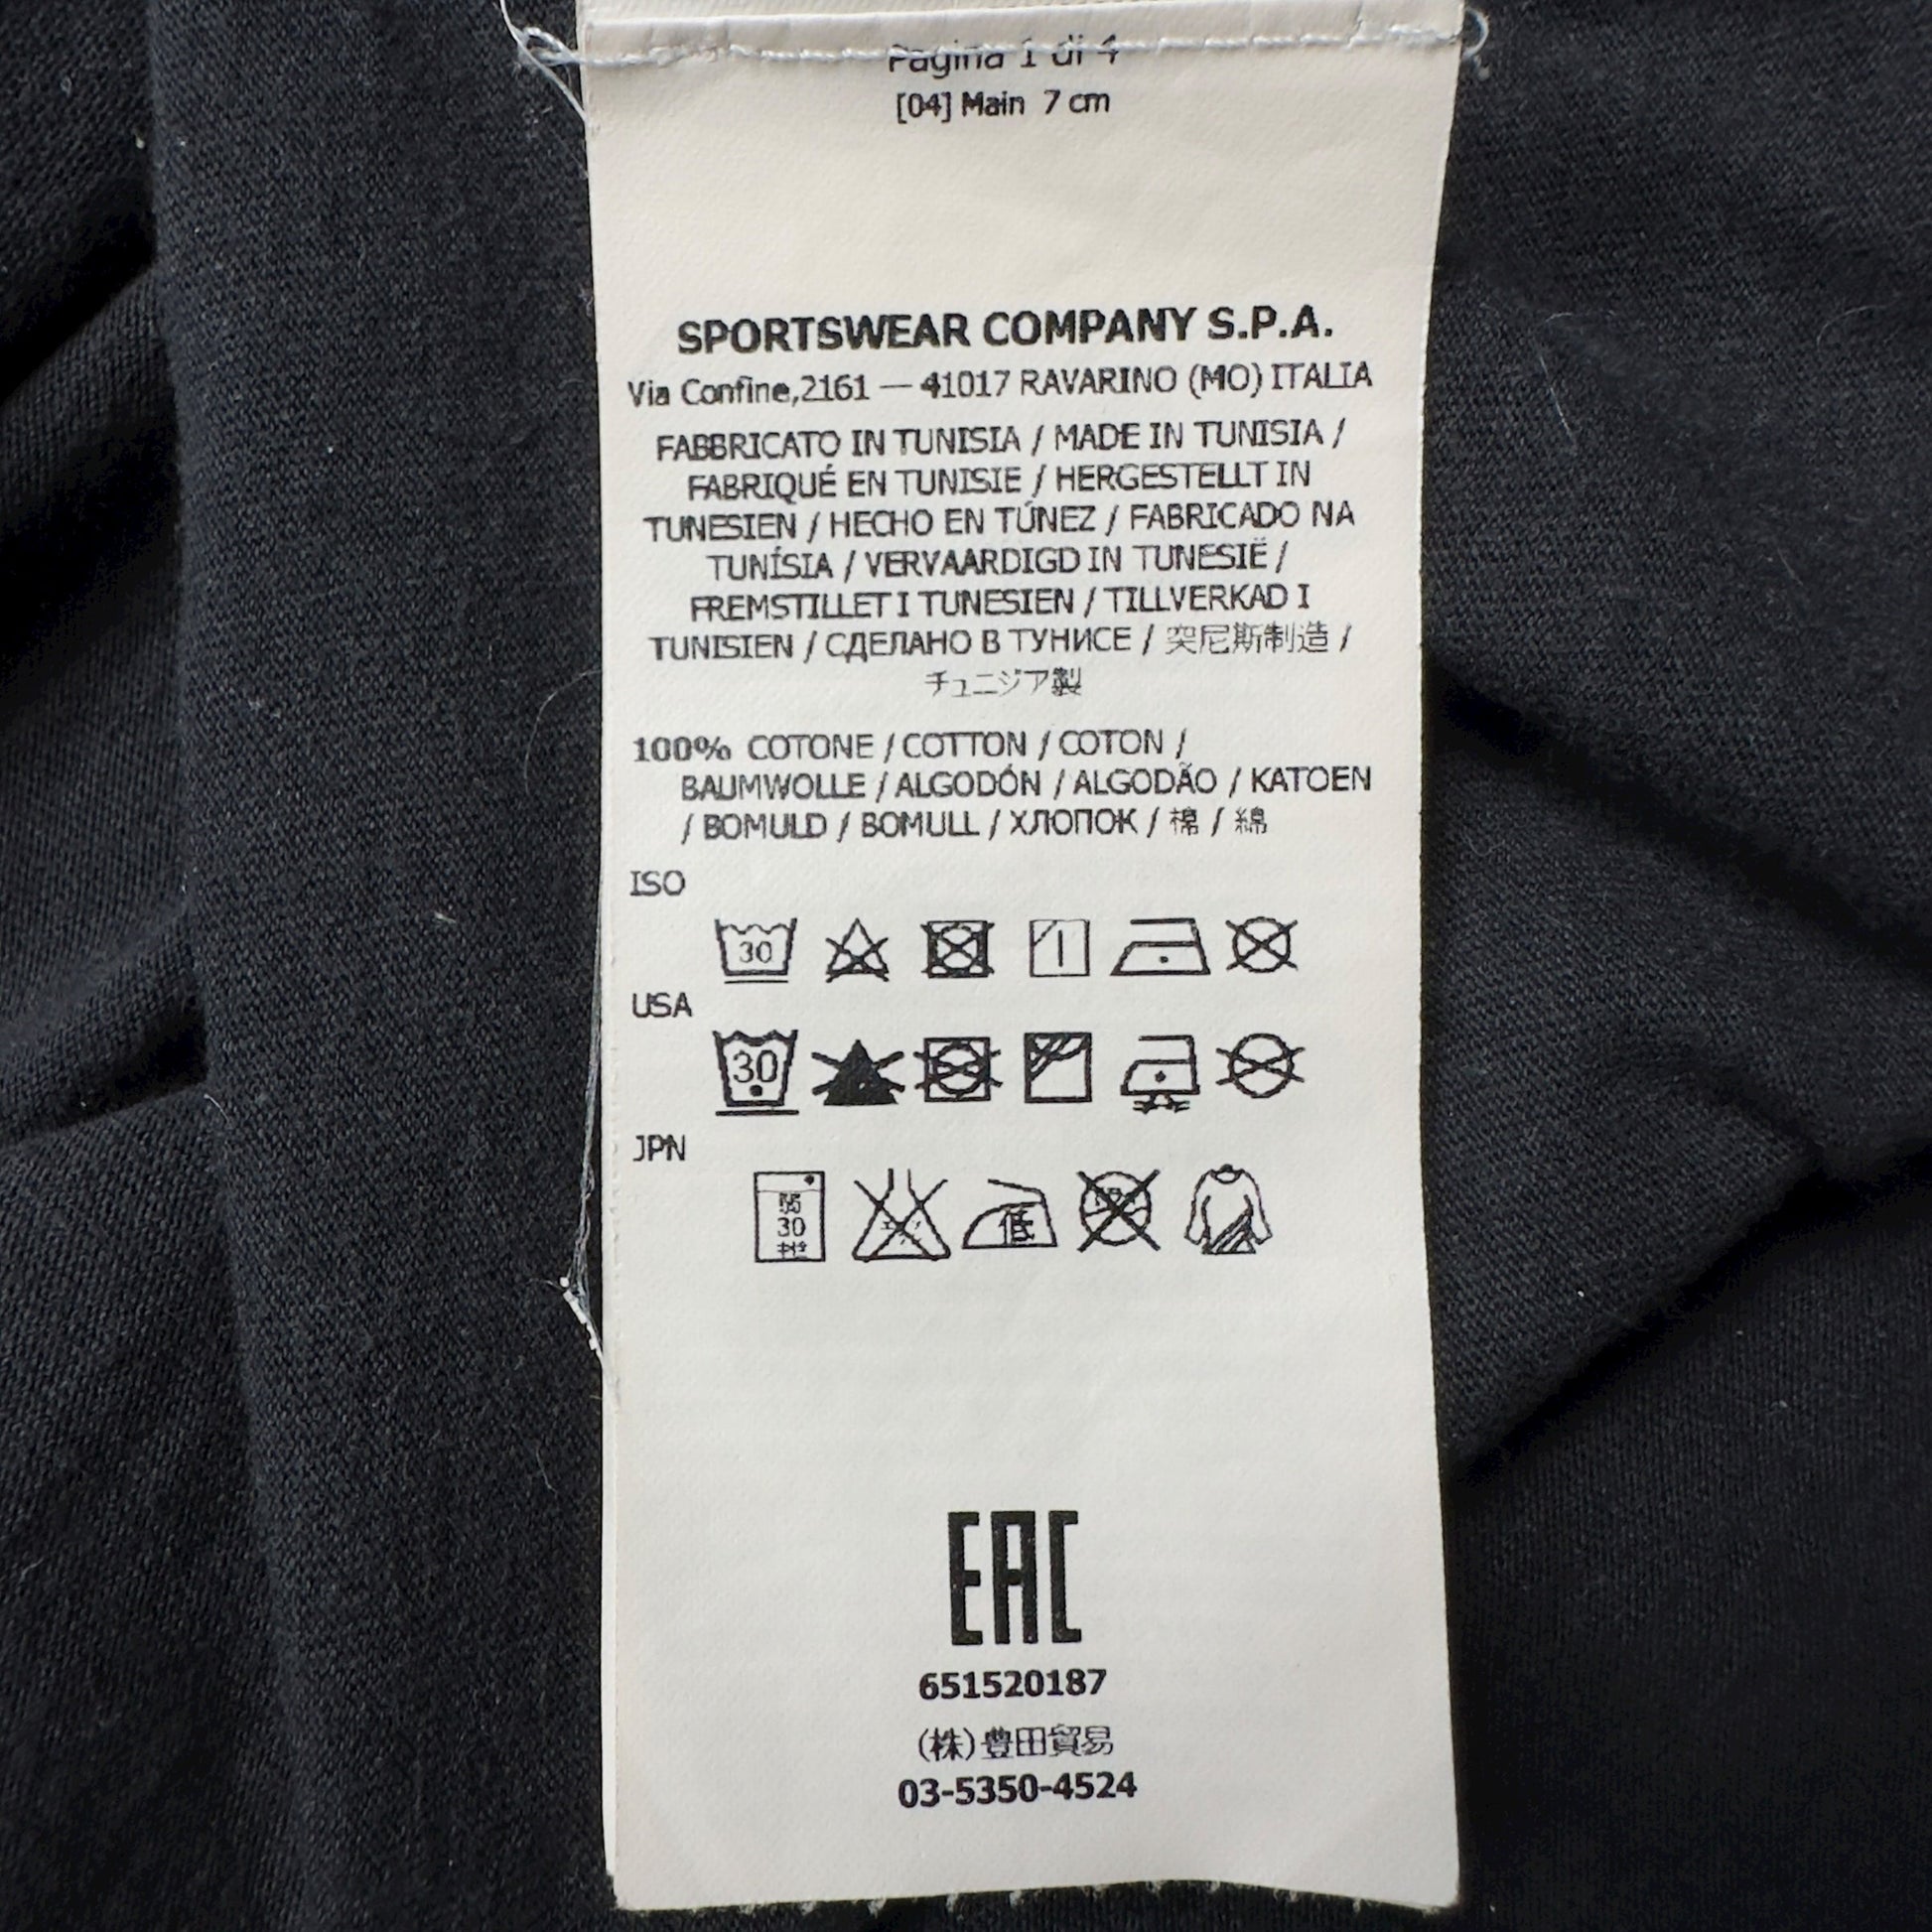 Pagina 1 di 4
[04] Main 7 cm
SPORTSWEAR COMPANY S.P.A.
Via Confine,2161 — 41017 RAVARINO (MO) ITALIA
FABBRICATO IN TUNISIA / MADE IN TUNISIA /
FABRIQUÉ EN TUNISIE / HERGESTELLT IN
TUNESIEN / HECHO EN TÚNEZ / FABRICADO NA
TUNÍSIA / VERVAARDIGD IN TUNESIË /
FREMSTILLET I TUNESIEN / TILLVERKAD I
TUNISIEN / СДЕЛАНО В ТУНИСЕ / 突尼斯制造 /
チュニジア製
100% COTONE / COTTON / COTON /
BAUMWOLLE / ALGODÓN / ALGODÃO / KATOEN
/ BOMULD / BOMULL / ХЛОПОК / 棉 / 綿
ISO
30
USA
30
JPN
弱
30
中性
低
EAC
651520187
(株)豊田貿易
03-5350-4524